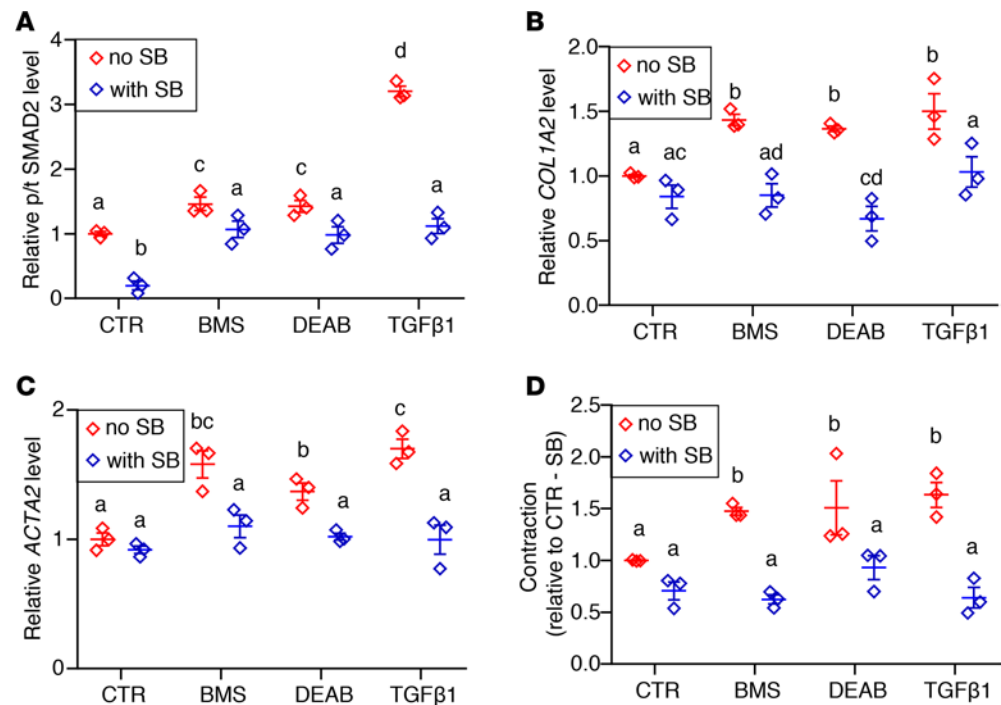 A
Relative p/t SMAD2 level
4
3
2
1
0
no SB
with SB
a
b
c
a
c
a
d
a
CTR
BMS
DEAB
TGFβ1
B
Relative COL1A2 level
2.0
1.5
1.0
0.5
0.0
no SB
with SB
a
ac
b
ad
b
cd
b
a
CTR
BMS
DEAB
TGFβ1
C
Relative ACTA2 level
2
1
0
no SB
with SB
a
a
bc
a
b
a
c
a
CTR
BMS
DEAB
TGFβ1
D
Contraction
(relative to CTR - SB)
2.5
2.0
1.5
1.0
0.5
0.0
no SB
with SB
a
a
b
a
b
a
b
a
CTR
BMS
DEAB
TGFβ1